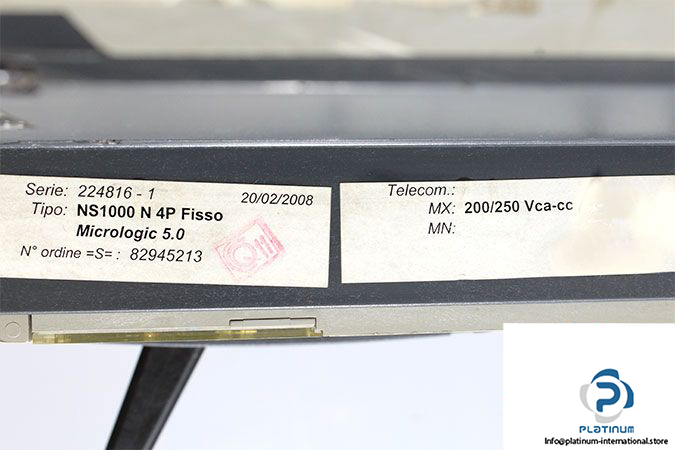 Serie: 224816 - 1
20/02/2008
Tipo: NS1000 N 4P Fisso
Micrologic 5.0
N° ordine =S= : 82945213
Telecom.:
MX: 200/250 Vca-cc
MN:
PLATINUM
Info@platinum-international.store